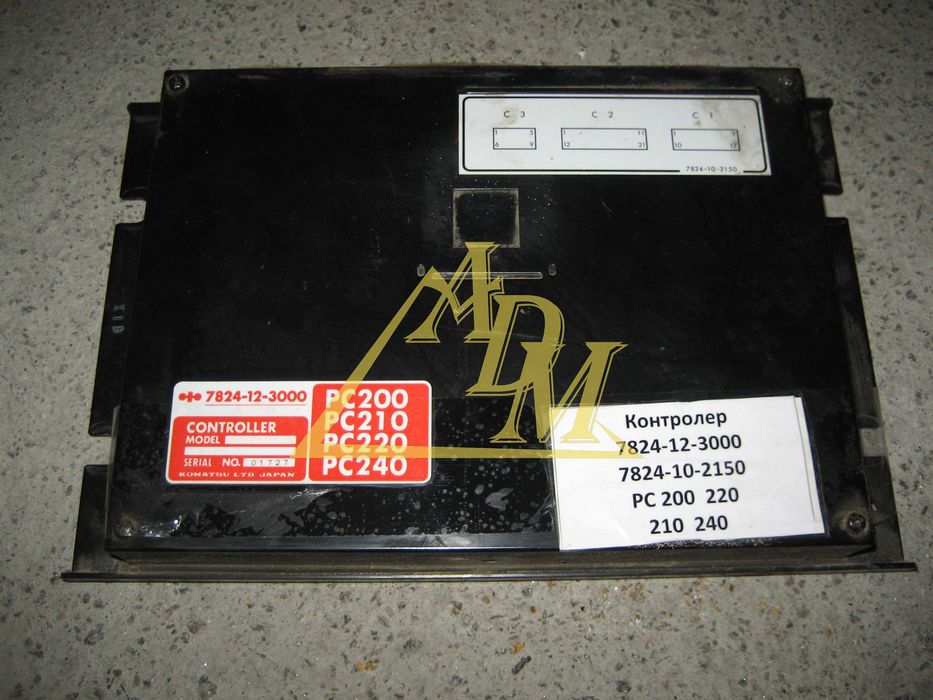 C 3 C 2 C 1
1 5 1 11 1 9
6 9 12 21 10 17
7824-10-2150
ADM
7824-12-3000
CONTROLLER
MODEL
SERIAL NO. 01727
KOMATSU LTD JAPAN
PC200
PC210
PC220
PC240
Контролер
7824-12-3000
7824-10-2150
PC 200 220
210 240